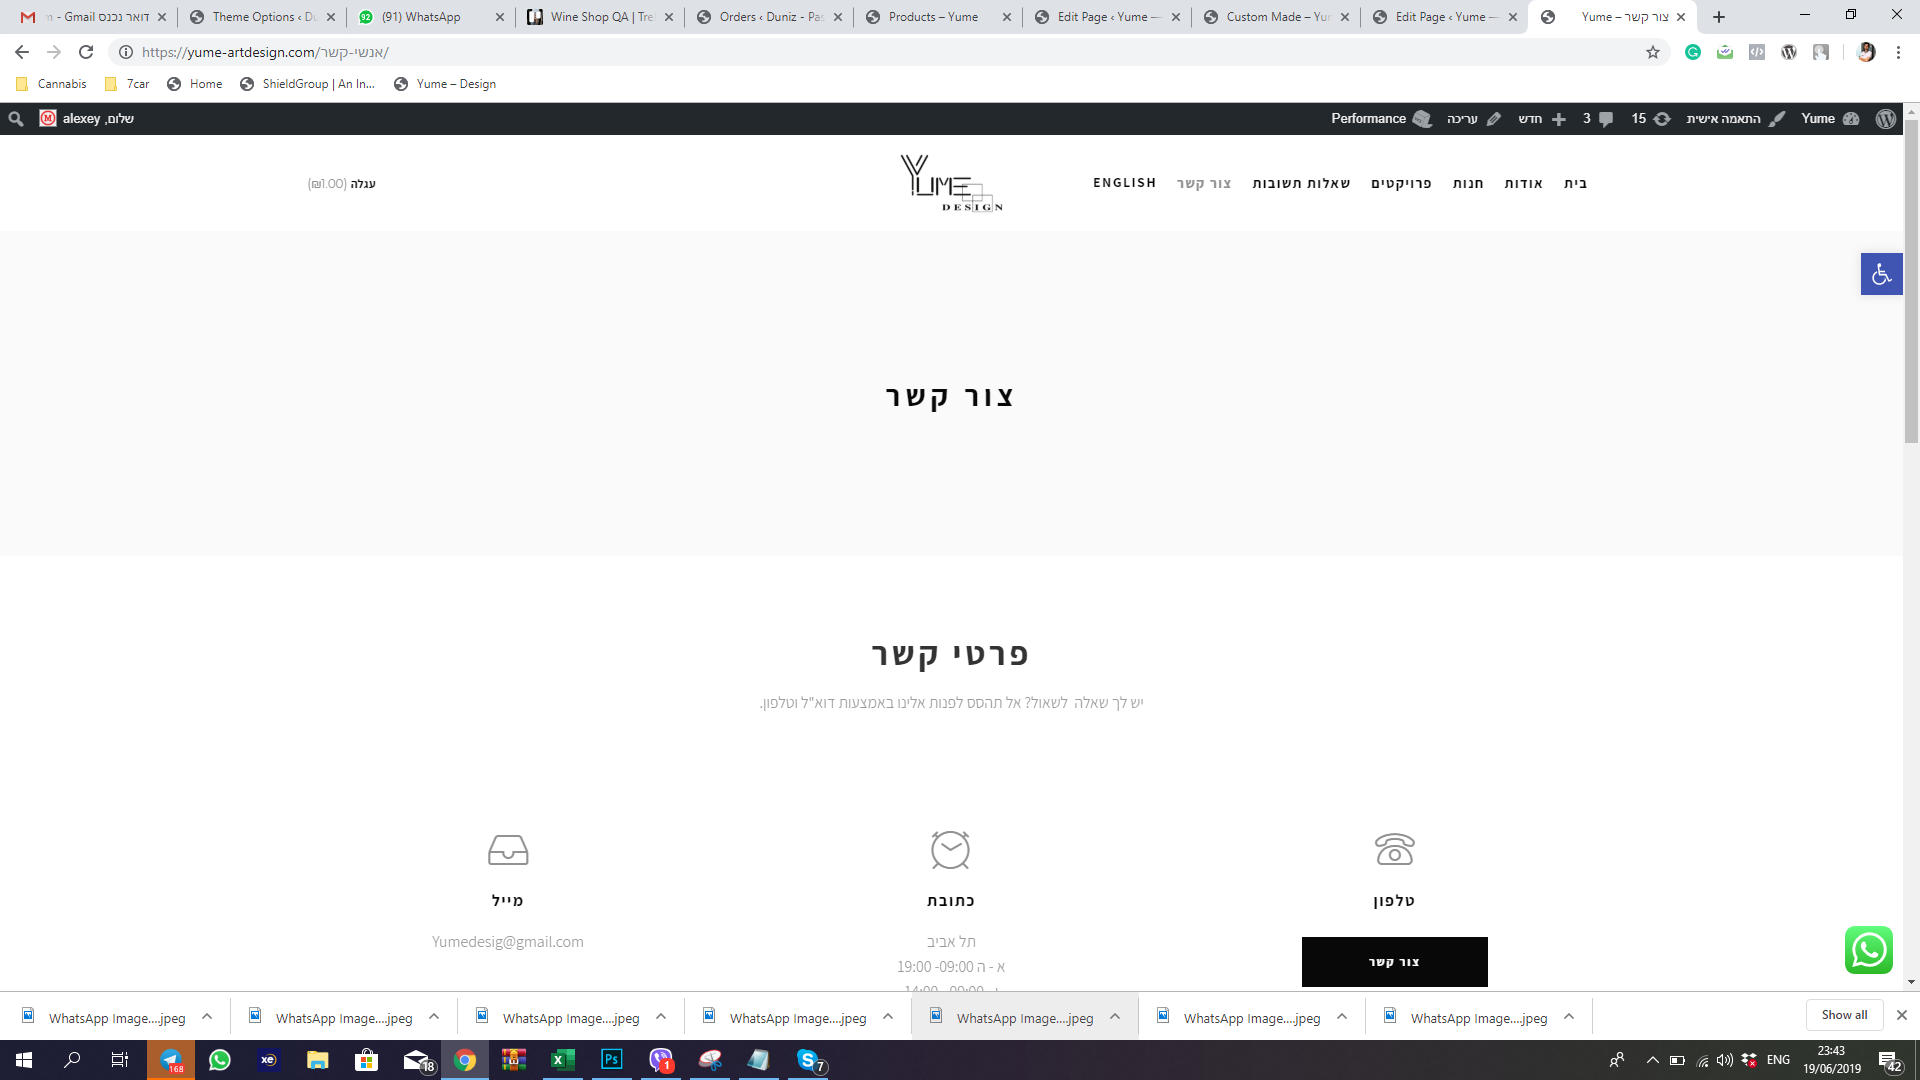 דואר נכנס - Gmail
Theme Options ‹ Du
(91) WhatsApp
Wine Shop QA | Trel
Orders ‹ Duniz - Pas
Products – Yume
Edit Page ‹ Yume —
Custom Made – Yum
Edit Page ‹ Yume —
צור קשר – Yume
https://yume-artdesign.com/אנשי-קשר/
Cannabis
7car
Home
ShieldGroup | An In...
Yume – Design
שלום, alexey
Performance
עריכה
חדש
3
15
התאמה אישית
Yume
עגלה (₪1.00)
YUME
DESIGN
בית
אודות
חנות
פרויקטים
שאלות תשובות
צור קשר
ENGLISH
צור קשר
פרטי קשר
יש לך שאלה לשאול? אל תהסס לפנות אלינו באמצעות דוא"ל וטלפון.
טלפון
צור קשר
כתובת
תל אביב
א - ה 09:00- 19:00
מייל
Yumedesig@gmail.com
WhatsApp Image....jpeg
WhatsApp Image....jpeg
WhatsApp Image....jpeg
WhatsApp Image....jpeg
WhatsApp Image....jpeg
WhatsApp Image....jpeg
WhatsApp Image....jpeg
Show all
168
xe
18
Ps
1
7
ENG
23:43
19/06/2019
42